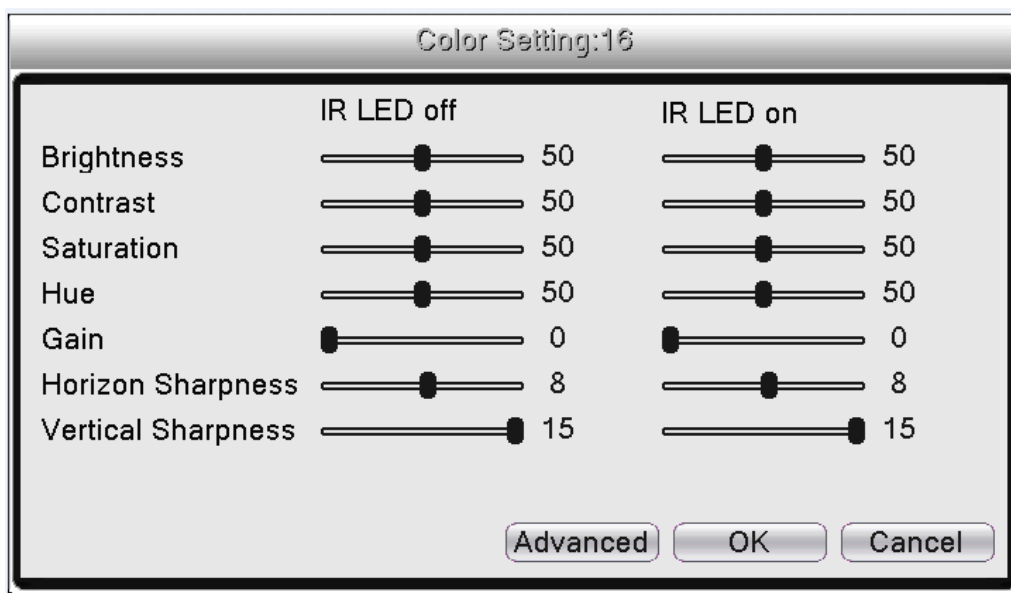 Color Setting:16
IR LED off IR LED on
Brightness 50 50
Contrast 50 50
Saturation 50 50
Hue 50 50
Gain 0 0
Horizon Sharpness 8 8
Vertical Sharpness 15 15
Advanced OK Cancel